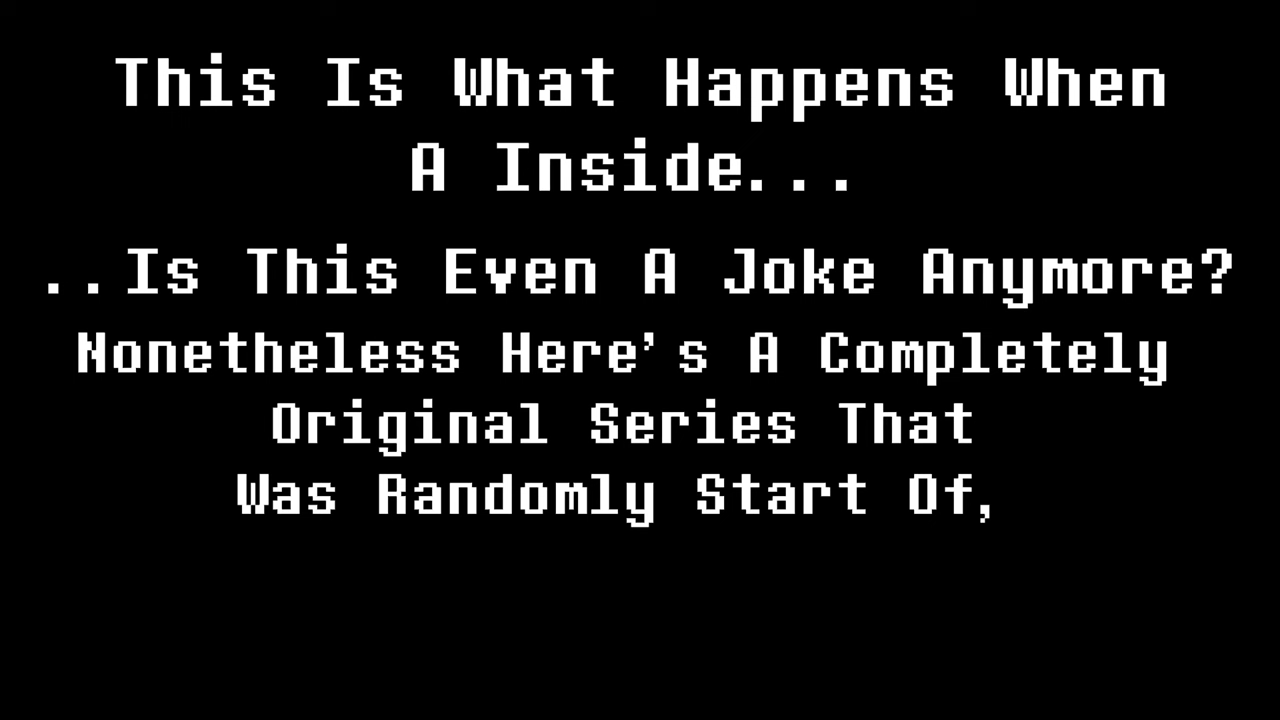 This Is What Happens When
A Inside...
..Is This Even A Joke Anymore?
Nonetheless Here's A Completely
Original Series That
Was Randomly Start Of,